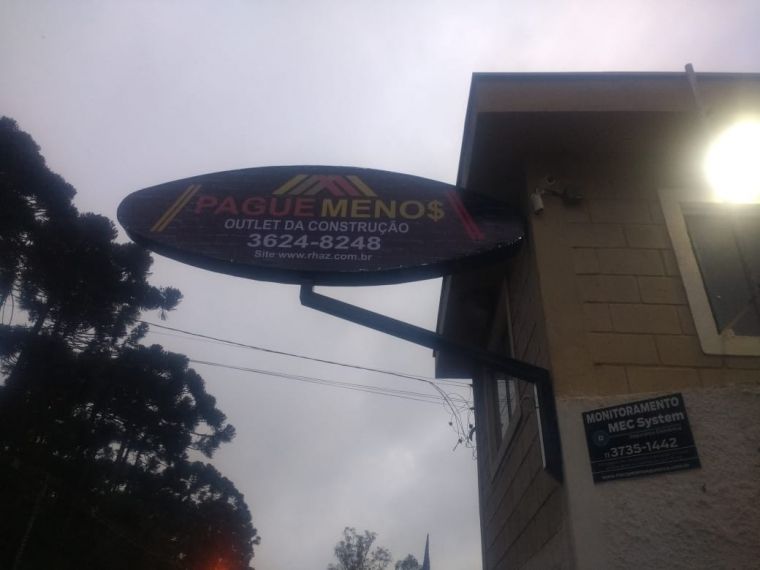 PAGUE MENO$
OUTLET DA CONSTRUÇÃO
3624-8248
Site www.rhaz.com.br
MONITORAMENTO
MEC System
3735-1442